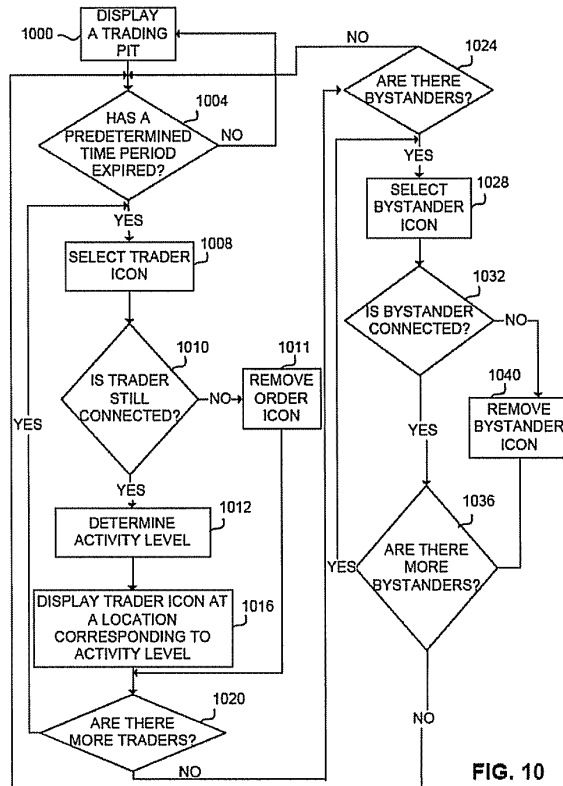 1000
DISPLAY
A TRADING
PIT
1004
HAS A
PREDETERMINED
TIME PERIOD
EXPIRED?
NO
YES
1008
SELECT TRADER
ICON
1010
IS TRADER
STILL
CONNECTED?
NO
1011
REMOVE
ORDER
ICON
YES
YES
1012
DETERMINE
ACTIVITY LEVEL
1016
DISPLAY TRADER ICON AT
A LOCATION
CORRESPONDING TO
ACTIVITY LEVEL
1020
ARE THERE
MORE TRADERS?
NO
NO
1024
ARE THERE
BYSTANDERS?
YES
1028
SELECT
BYSTANDER
ICON
1032
IS BYSTANDER
CONNECTED?
NO
1040
REMOVE
BYSTANDER
ICON
YES
1036
ARE THERE
MORE
BYSTANDERS?
YES
NO
FIG. 10